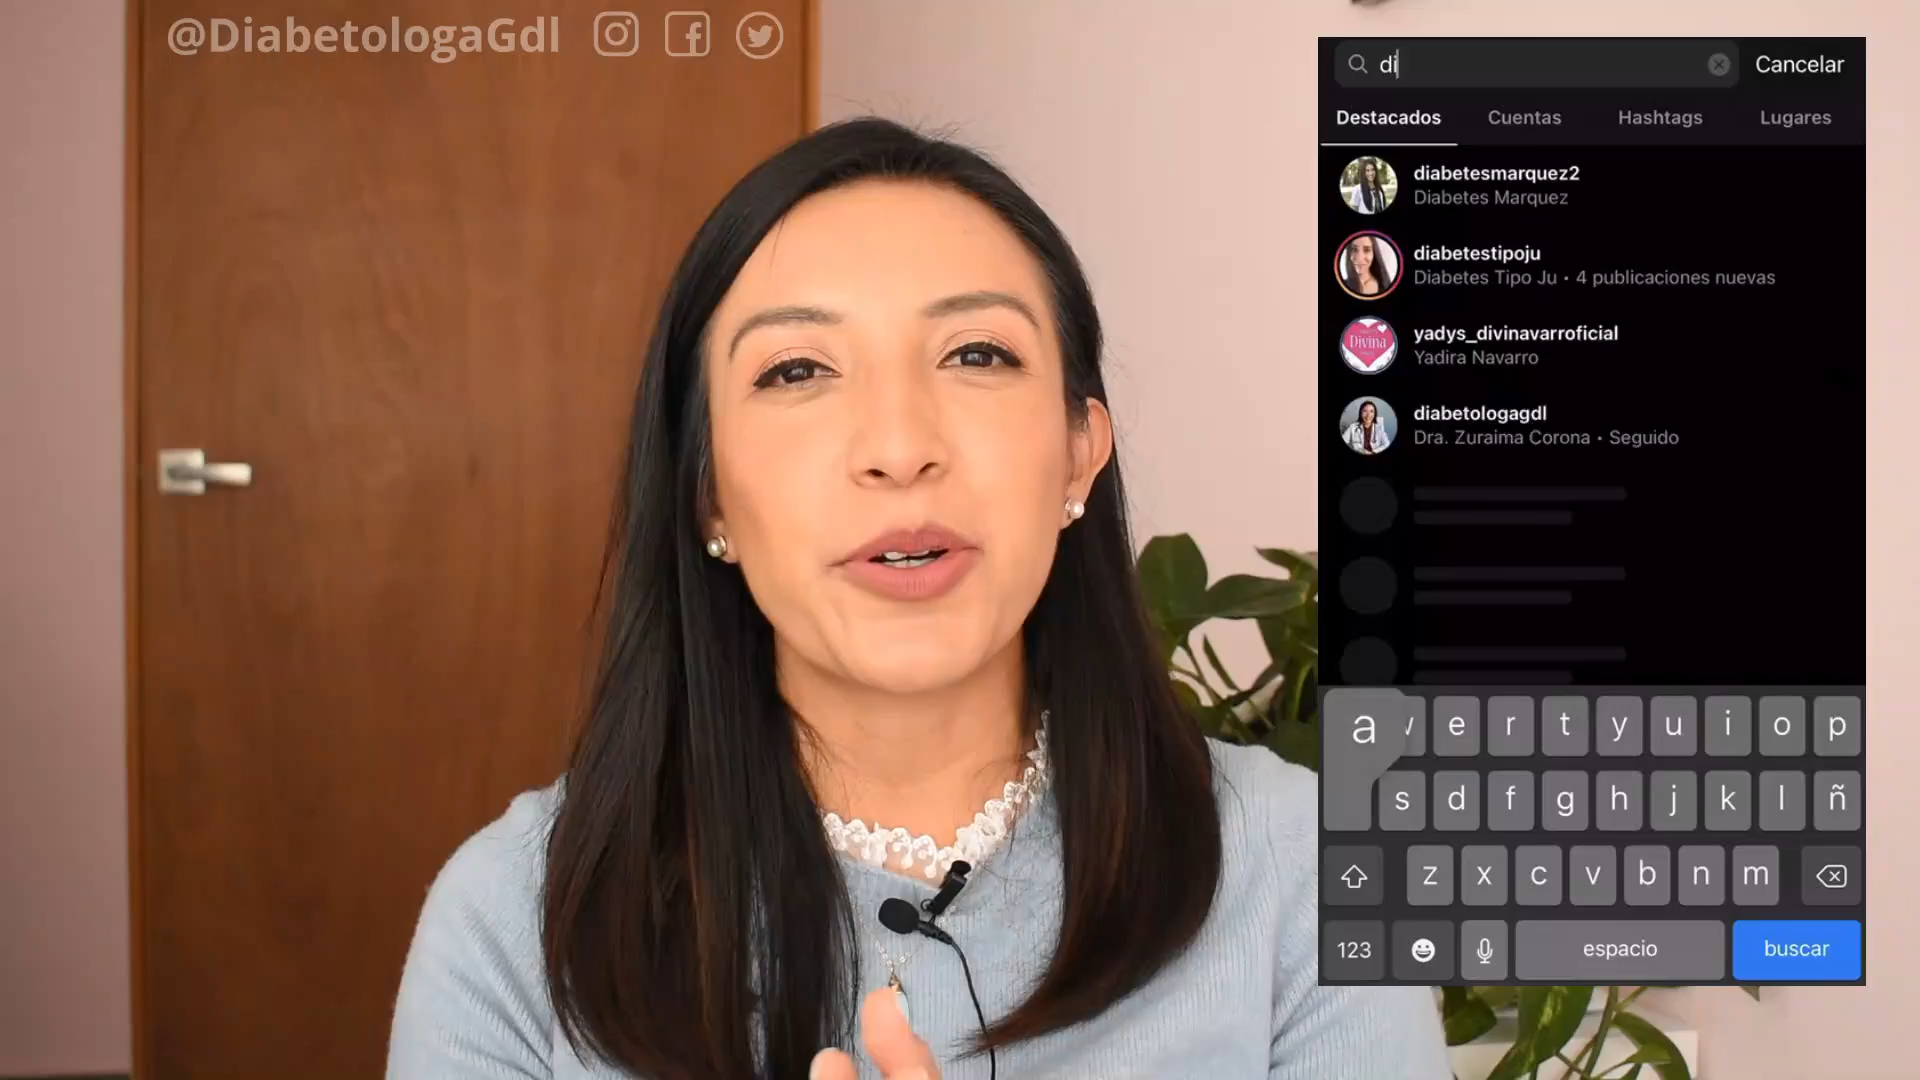 @DiabetologaGdl
di
Cancelar
Destacados Cuentas Hashtags Lugares
diabetesmarquez2
Diabetes Marquez
diabetestipoju
Diabetes Tipo Ju • 4 publicaciones nuevas
Divina
yadys_divinavarroficial
Yadira Navarro
diabetologagdl
Dra. Zuraima Corona • Seguido
a w e r t y u i o p
s d f g h j k l ñ
z x c v b n m
123 espacio buscar